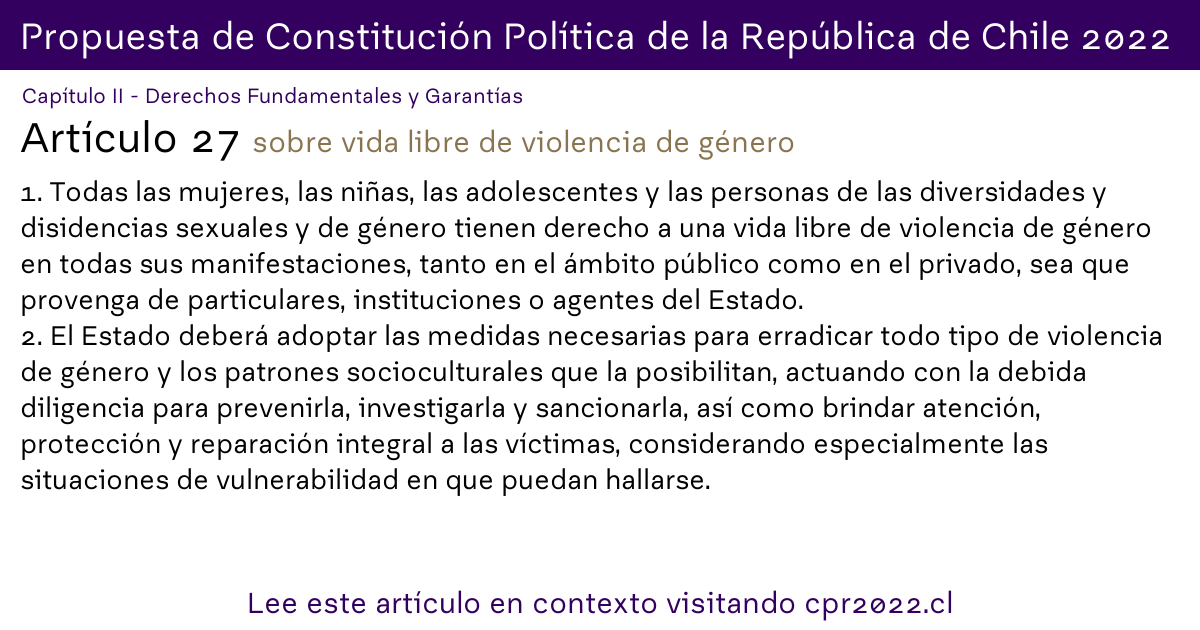 Propuesta de Constitución Política de la República de Chile 2022
Capítulo II - Derechos Fundamentales y Garantías
Artículo 27 sobre vida libre de violencia de género
1. Todas las mujeres, las niñas, las adolescentes y las personas de las diversidades y
disidencias sexuales y de género tienen derecho a una vida libre de violencia de género
en todas sus manifestaciones, tanto en el ámbito público como en el privado, sea que
provenga de particulares, instituciones o agentes del Estado.
2. El Estado deberá adoptar las medidas necesarias para erradicar todo tipo de violencia
de género y los patrones socioculturales que la posibilitan, actuando con la debida
diligencia para prevenirla, investigarla y sancionarla, así como brindar atención,
protección y reparación integral a las víctimas, considerando especialmente las
situaciones de vulnerabilidad en que puedan hallarse.
Lee este artículo en contexto visitando cpr2022.cl